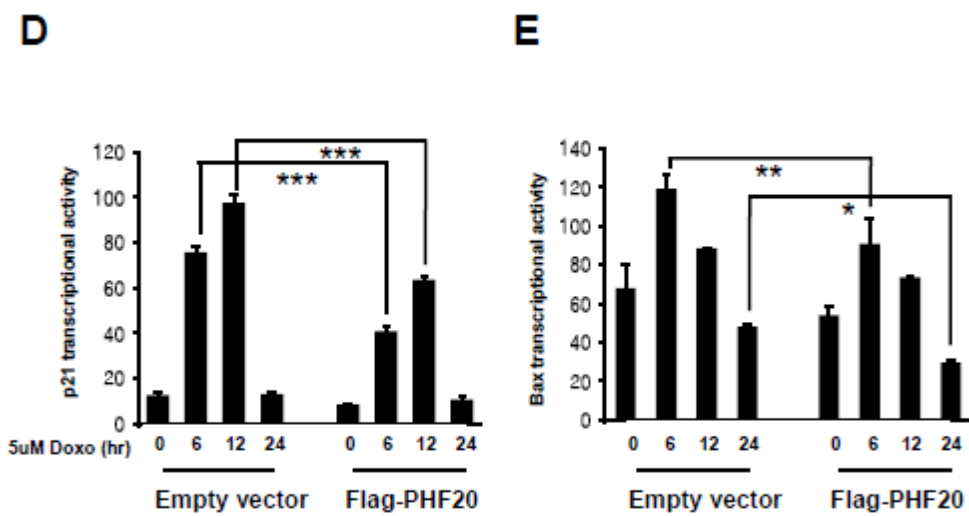 D
E
p21 transcriptional activity
120
100
80
60
40
20
0
***
***
5uM Doxo (hr)
0 6 12 24 0 6 12 24
Empty vector Flag-PHF20
Bax transcriptional activity
140
120
100
80
60
40
20
0
**
*
0 6 12 24 0 6 12 24
Empty vector Flag-PHF20